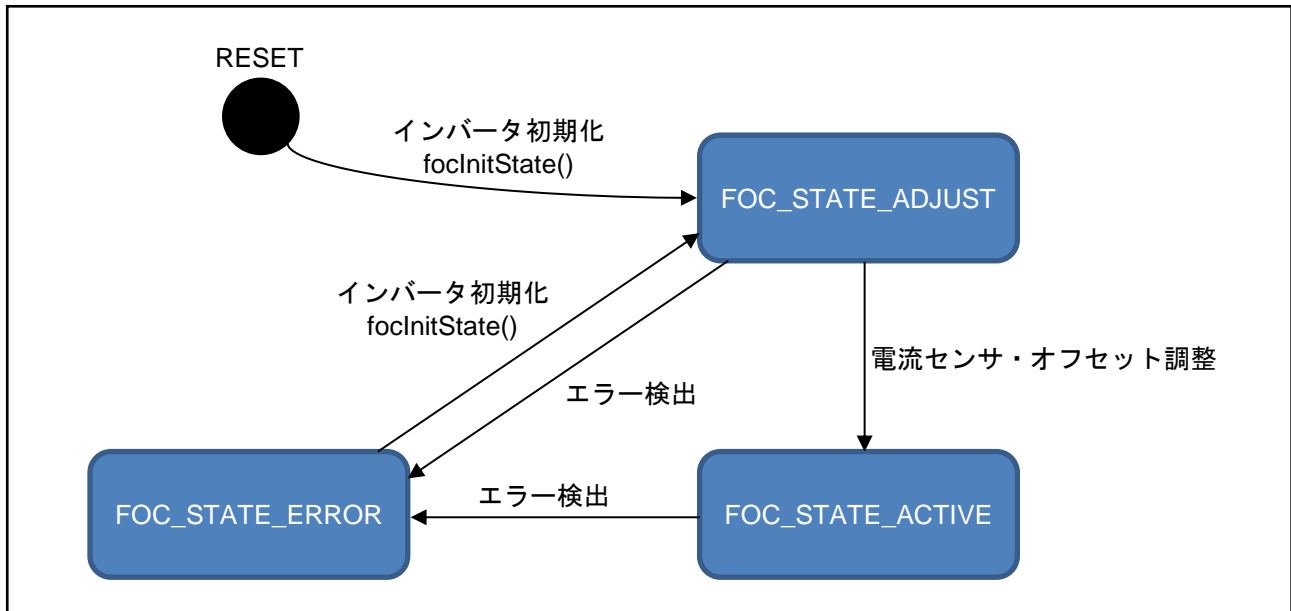 RESET
インバータ初期化
focInitState()
FOC_STATE_ADJUST
インバータ初期化
focInitState()
電流センサ・オフセット調整
エラー検出
エラー検出
FOC_STATE_ERROR
FOC_STATE_ACTIVE